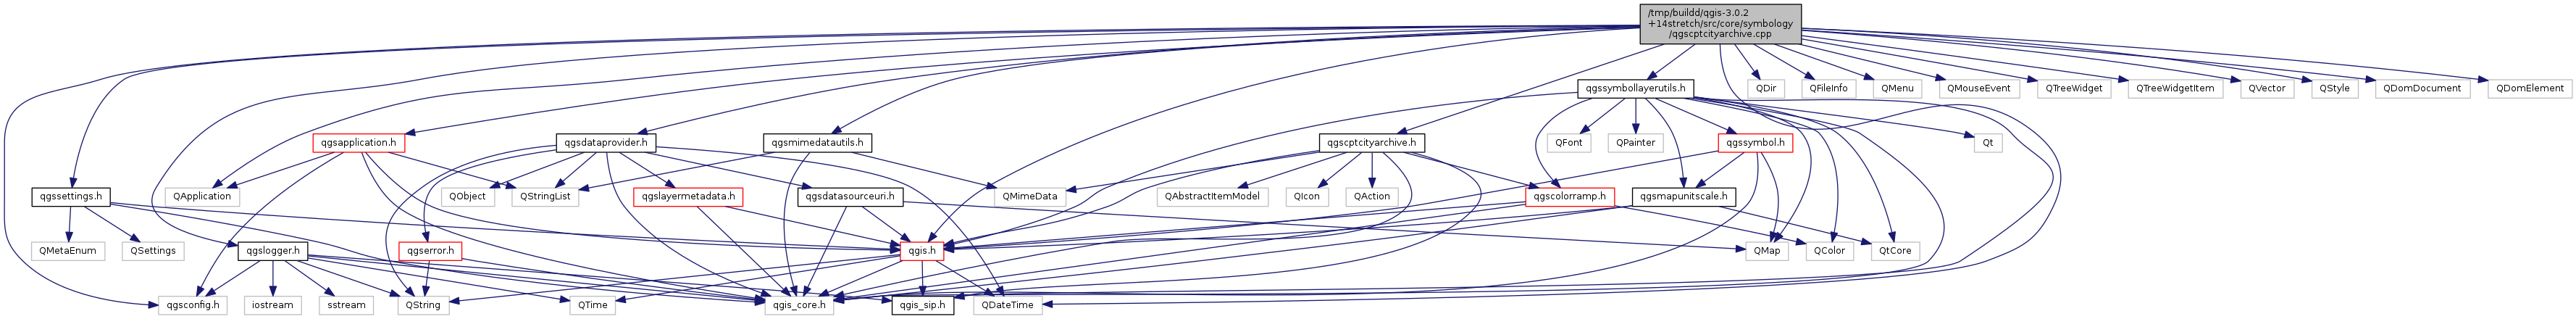 /tmp/buildd/qgis-3.0.2
+14stretch/src/core/symbology
/qgscptcityarchive.cpp
qgssymbollayerutils.h
QDir
QFileInfo
QMenu
QMouseEvent
QTreeWidget
QTreeWidgetItem
QVector
QStyle
QDomDocument
QDomElement
qgsapplication.h
qgsdataprovider.h
qgsmimedatautils.h
qgscptcityarchive.h
QFont
QPainter
qgssymbol.h
Qt
qgssettings.h
QApplication
QObject
QStringList
qgslayermetadata.h
qgsdatasourceuri.h
QMimeData
QAbstractItemModel
QIcon
QAction
qgscolorramp.h
qgsmapunitscale.h
QMetaEnum
QSettings
qgslogger.h
qgserror.h
qgis.h
QMap
QColor
QtCore
qgsconfig.h
iostream
sstream
QString
QTime
qgis_core.h
qgis_sip.h
QDateTime